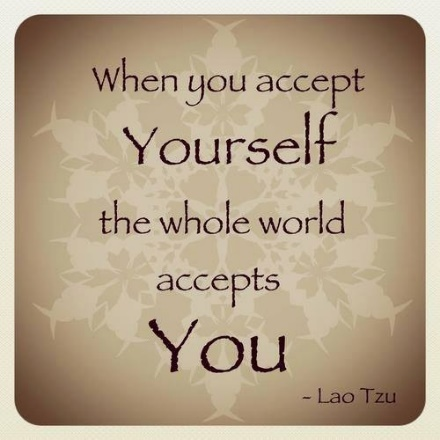 When you accept
Yourself
the whole world
accepts
You
~ Lao Tzu